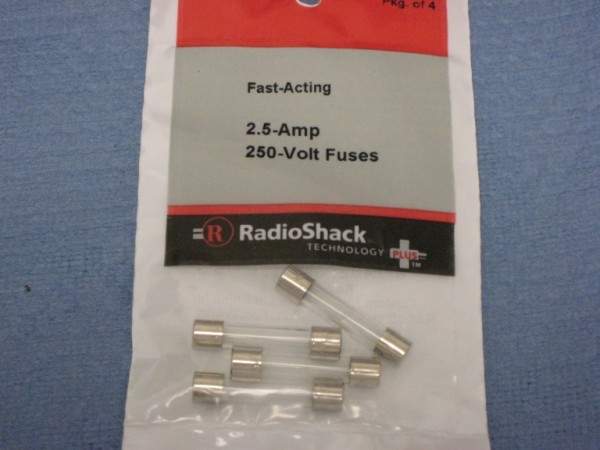 Pkg. of 4
Fast-Acting
2.5-Amp
250-Volt Fuses
R RadioShack
TECHNOLOGY PLUS TM